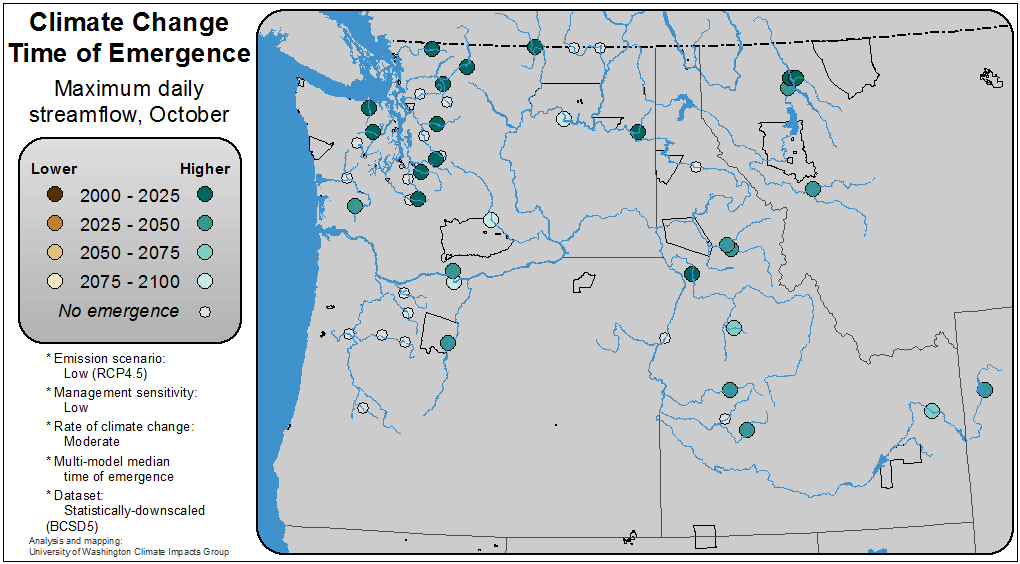 Climate Change
Time of Emergence
Maximum daily
streamflow, October
Lower Higher
2000 - 2025
2025 - 2050
2050 - 2075
2075 - 2100
No emergence
* Emission scenario:
Low (RCP4.5)
* Management sensitivity:
Low
* Rate of climate change:
Moderate
* Multi-model median
time of emergence
* Dataset:
Statistically-downscaled
(BCSD5)
Analysis and mapping:
University of Washington Climate Impacts Group